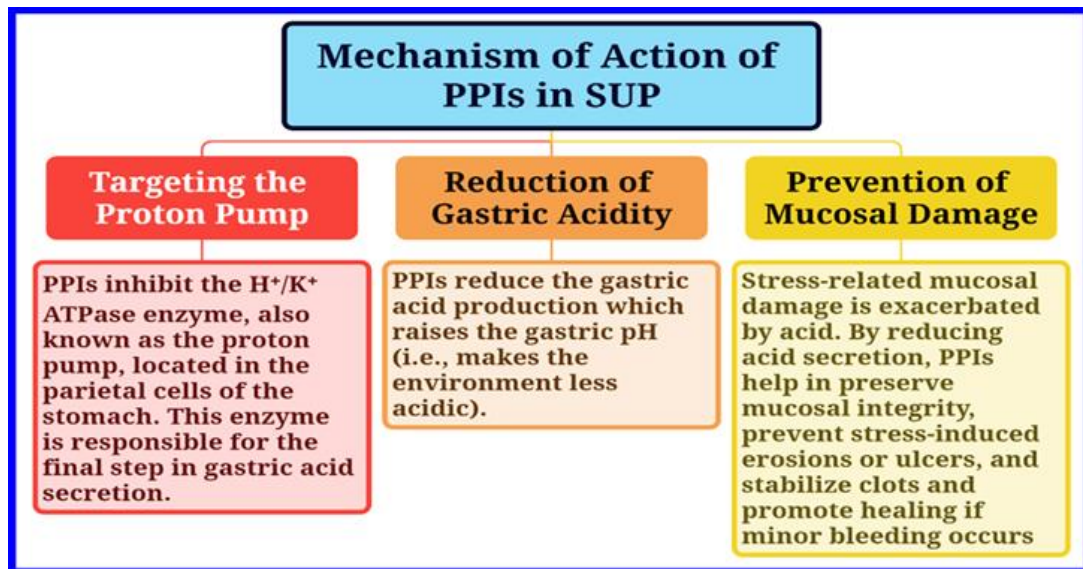 Mechanism of Action of
PPIs in SUP
Targeting the
Proton Pump
PPIs inhibit the H⁺/K⁺
ATPase enzyme, also
known as the proton
pump, located in the
parietal cells of the
stomach. This enzyme
is responsible for the
final step in gastric acid
secretion.
Reduction of
Gastric Acidity
PPIs reduce the gastric
acid production which
raises the gastric pH
(i.e., makes the
environment less
acidic).
Prevention of
Mucosal Damage
Stress-related mucosal
damage is exacerbated
by acid. By reducing
acid secretion, PPIs
help in preserve
mucosal integrity,
prevent stress-induced
erosions or ulcers, and
stabilize clots and
promote healing if
minor bleeding occurs